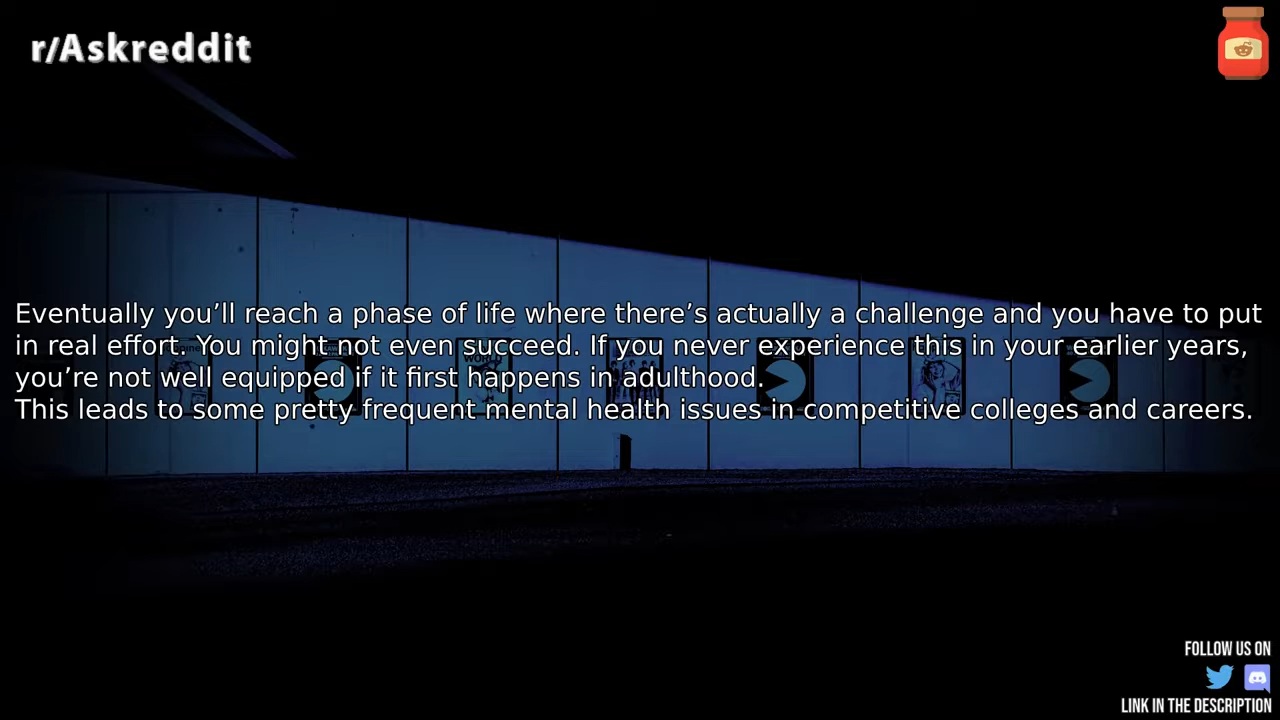 r/Askreddit
Eventually you’ll reach a phase of life where there’s actually a challenge and you have to put
in real effort. You might not even succeed. If you never experience this in your earlier years,
you’re not well equipped if it first happens in adulthood.
This leads to some pretty frequent mental health issues in competitive colleges and careers.
FOLLOW US ON
LINK IN THE DESCRIPTION